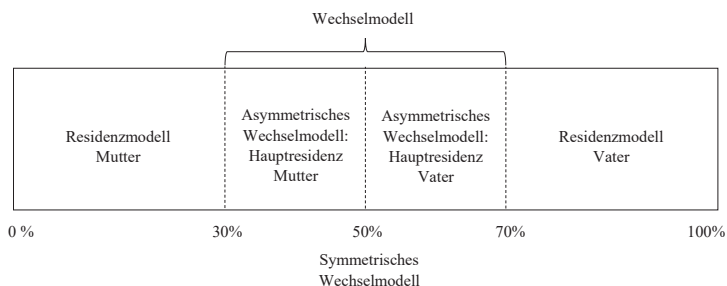 Wechselmodell
Residenzmodell
Mutter
Asymmetrisches
Wechselmodell:
Hauptresidenz
Mutter
Asymmetrisches
Wechselmodell:
Hauptresidenz
Vater
Residenzmodell
Vater
0 % 30% 50% 70% 100%
Symmetrisches
Wechselmodell